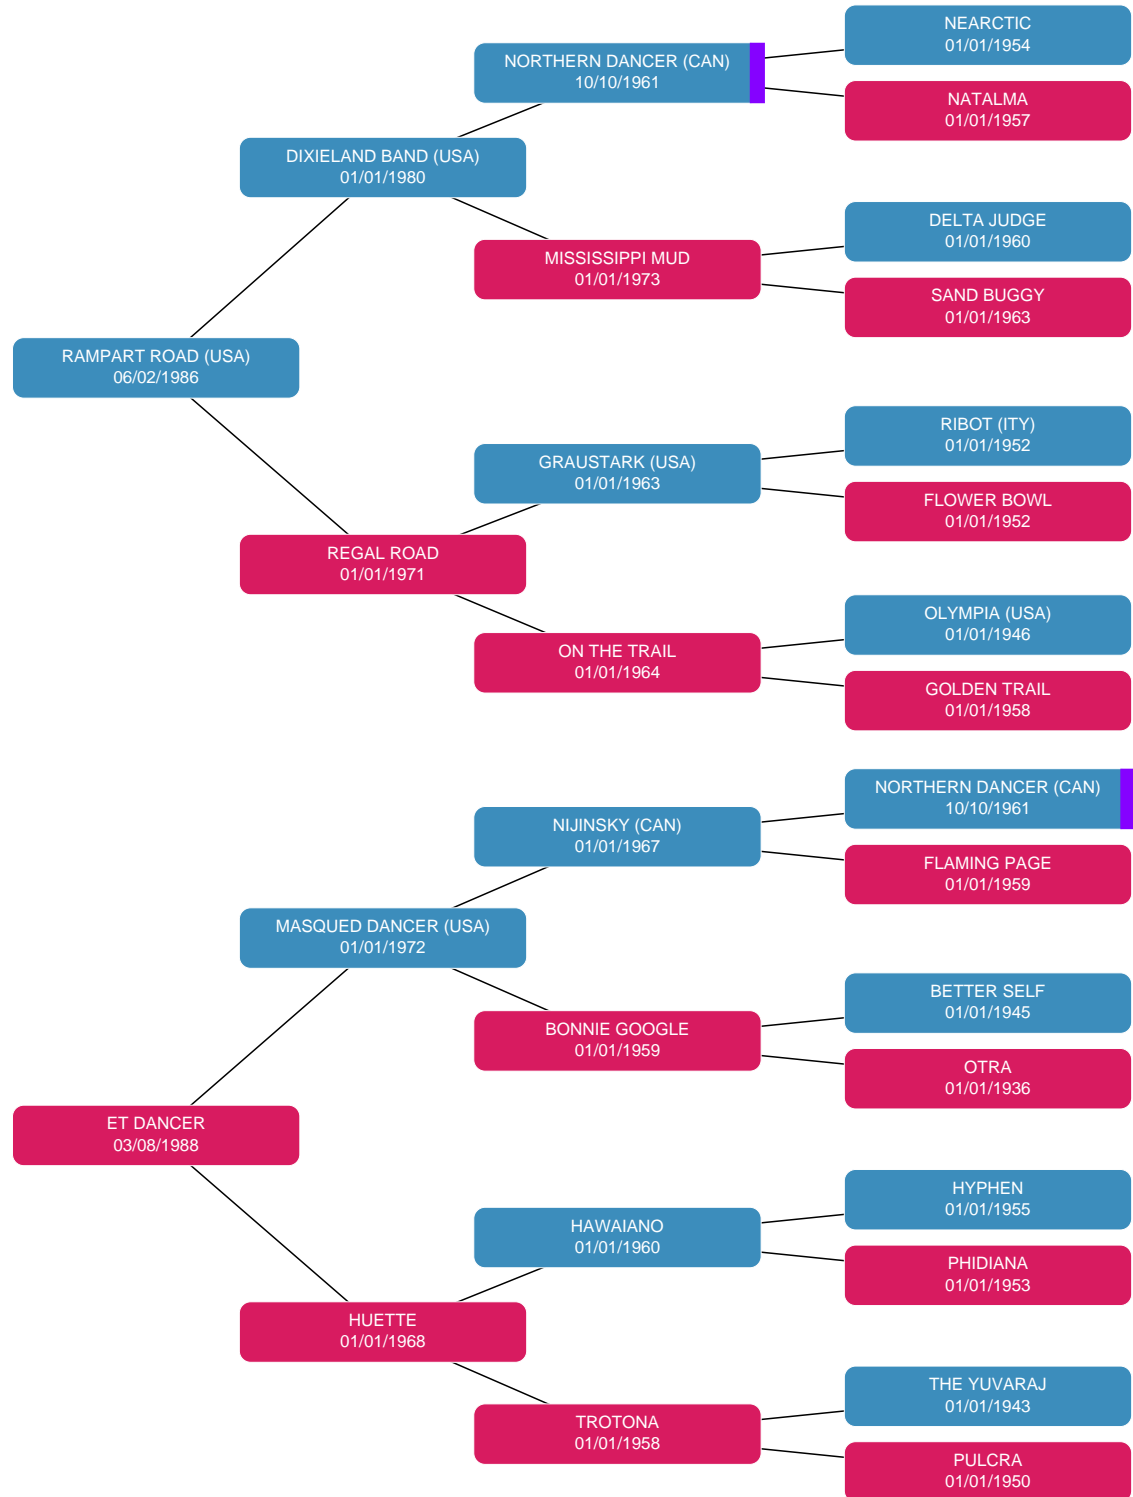 NEARCTIC
01/01/1954
NORTHERN DANCER (CAN)
10/10/1961
NATALMA
01/01/1957
DIXIELAND BAND (USA)
01/01/1980
DELTA JUDGE
01/01/1960
MISSISSIPPI MUD
01/01/1973
SAND BUGGY
01/01/1963
RAMPART ROAD (USA)
06/02/1986
RIBOT (ITY)
01/01/1952
GRAUSTARK (USA)
01/01/1963
FLOWER BOWL
01/01/1952
REGAL ROAD
01/01/1971
OLYMPIA (USA)
01/01/1946
ON THE TRAIL
01/01/1964
GOLDEN TRAIL
01/01/1958
NORTHERN DANCER (CAN)
10/10/1961
NIJINSKY (CAN)
01/01/1967
FLAMING PAGE
01/01/1959
MASQUED DANCER (USA)
01/01/1972
BETTER SELF
01/01/1945
BONNIE GOOGLE
01/01/1959
OTRA
01/01/1936
ET DANCER
03/08/1988
HYPHEN
01/01/1955
HAWAIANO
01/01/1960
PHIDIANA
01/01/1953
HUETTE
01/01/1968
THE YUVARAJ
01/01/1943
TROTONA
01/01/1958
PULCRA
01/01/1950